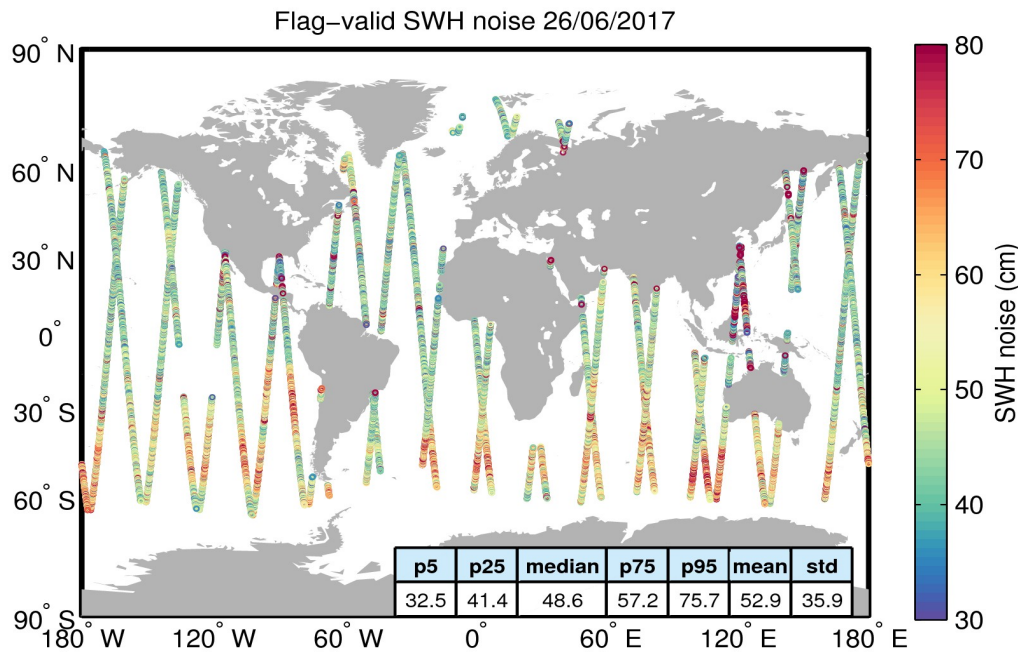 Flag−valid SWH noise 26/06/2017
90° N
60° N
30° N
0°
30° S
60° S
90° S
180° W
120° W
60° W
0°
60° E
120° E
180° E
80
70
60
50
40
30
SWH noise (cm)
p5 p25 median p75 p95 mean std
32.5 41.4 48.6 57.2 75.7 52.9 35.9